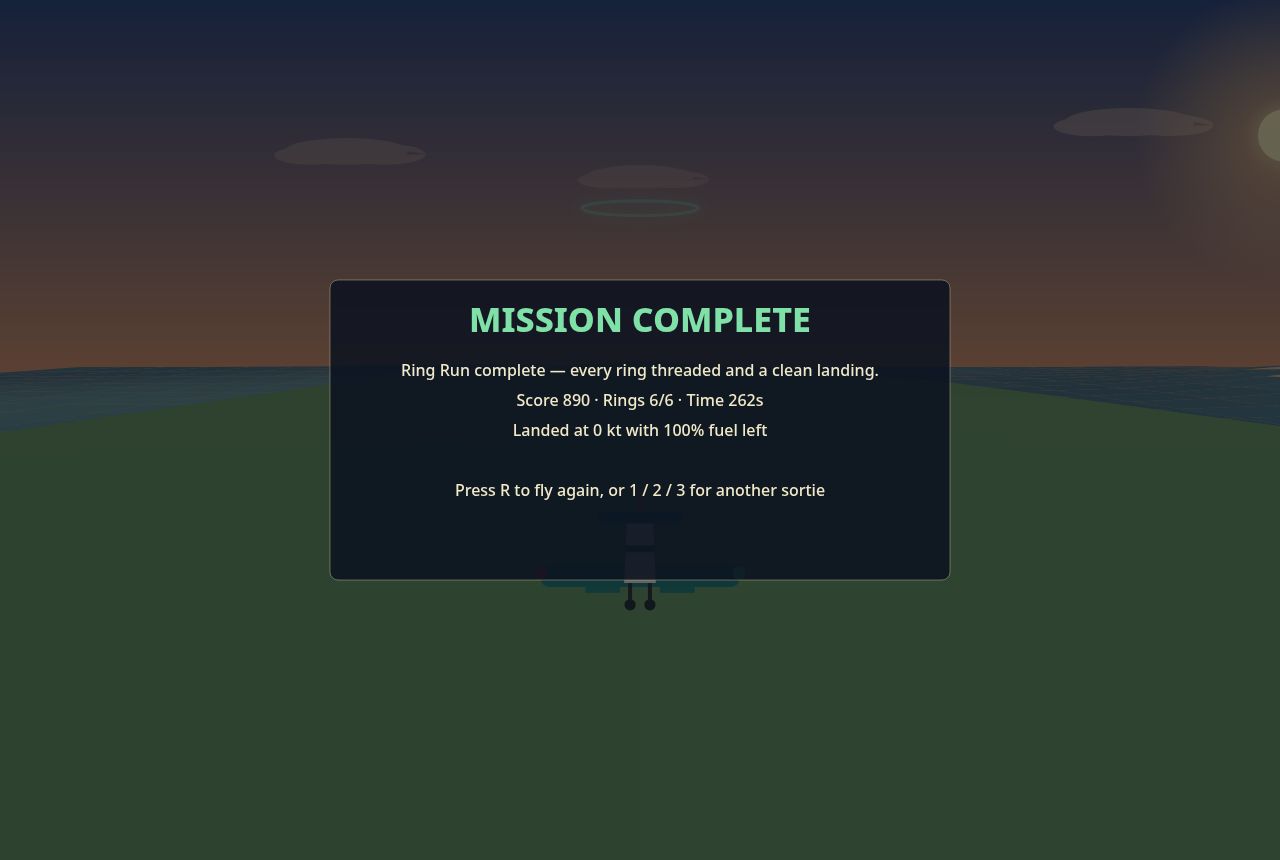 MISSION COMPLETE
Ring Run complete — every ring threaded and a clean landing.
Score 890 · Rings 6/6 · Time 262s
Landed at 0 kt with 100% fuel left
Press R to fly again, or 1 / 2 / 3 for another sortie